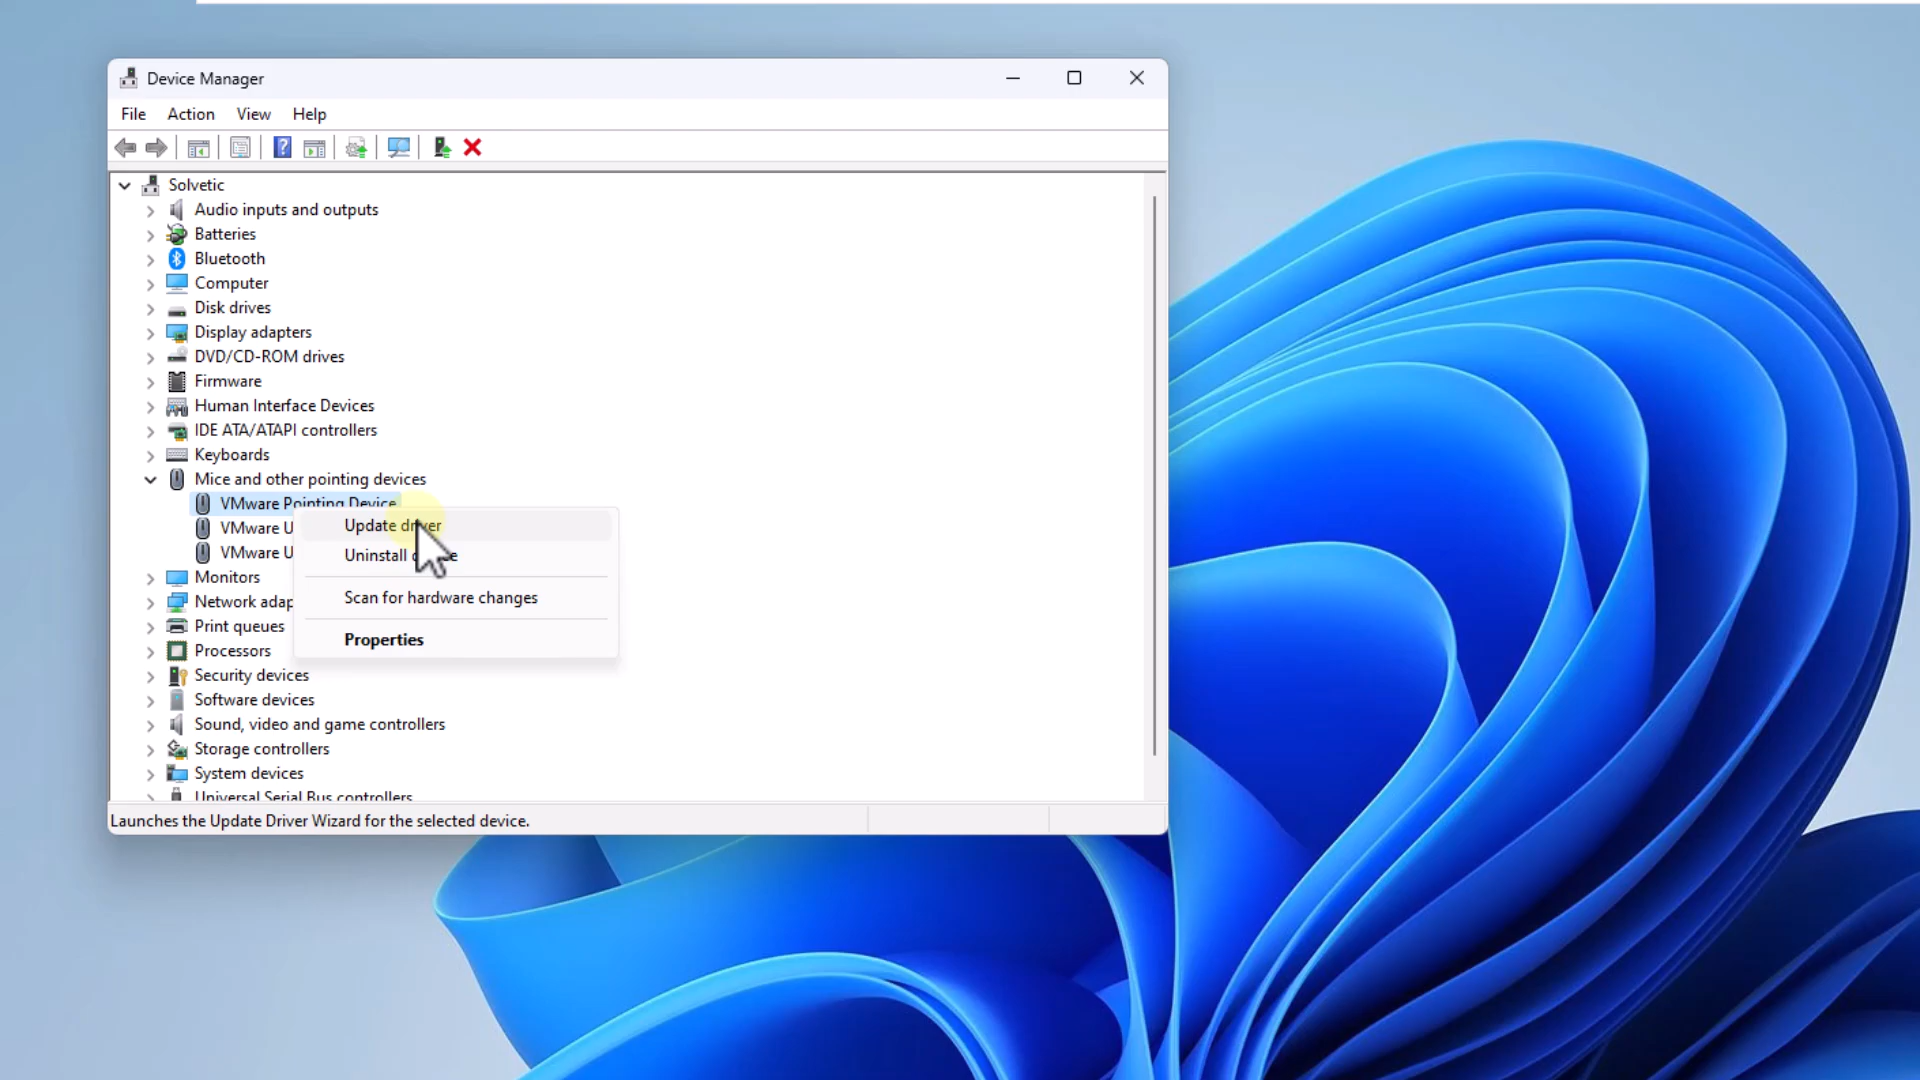 Device Manager
File Action View Help
Solvetic
Audio inputs and outputs
Batteries
Bluetooth
Computer
Disk drives
Display adapters
DVD/CD-ROM drives
Firmware
Human Interface Devices
IDE ATA/ATAPI controllers
Keyboards
Mice and other pointing devices
VMware Pointing Device
VMware U
VMware U
Update driver
Uninstall
Scan for hardware changes
Properties
Monitors
Network adap
Print queues
Processors
Security devices
Software devices
Sound, video and game controllers
Storage controllers
System devices
Universal Serial Bus controllers
Launches the Update Driver Wizard for the selected device.